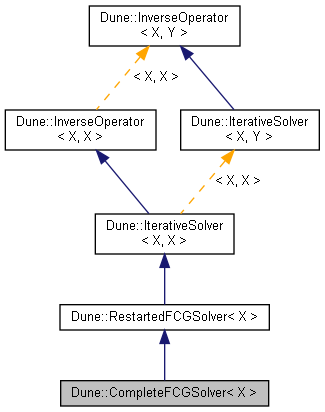 Dune::InverseOperator
< X, Y >
< X, X >
Dune::InverseOperator
< X, X >
Dune::IterativeSolver
< X, Y >
< X, X >
Dune::IterativeSolver
< X, X >
Dune::RestartedFCGSolver< X >
Dune::CompleteFCGSolver< X >